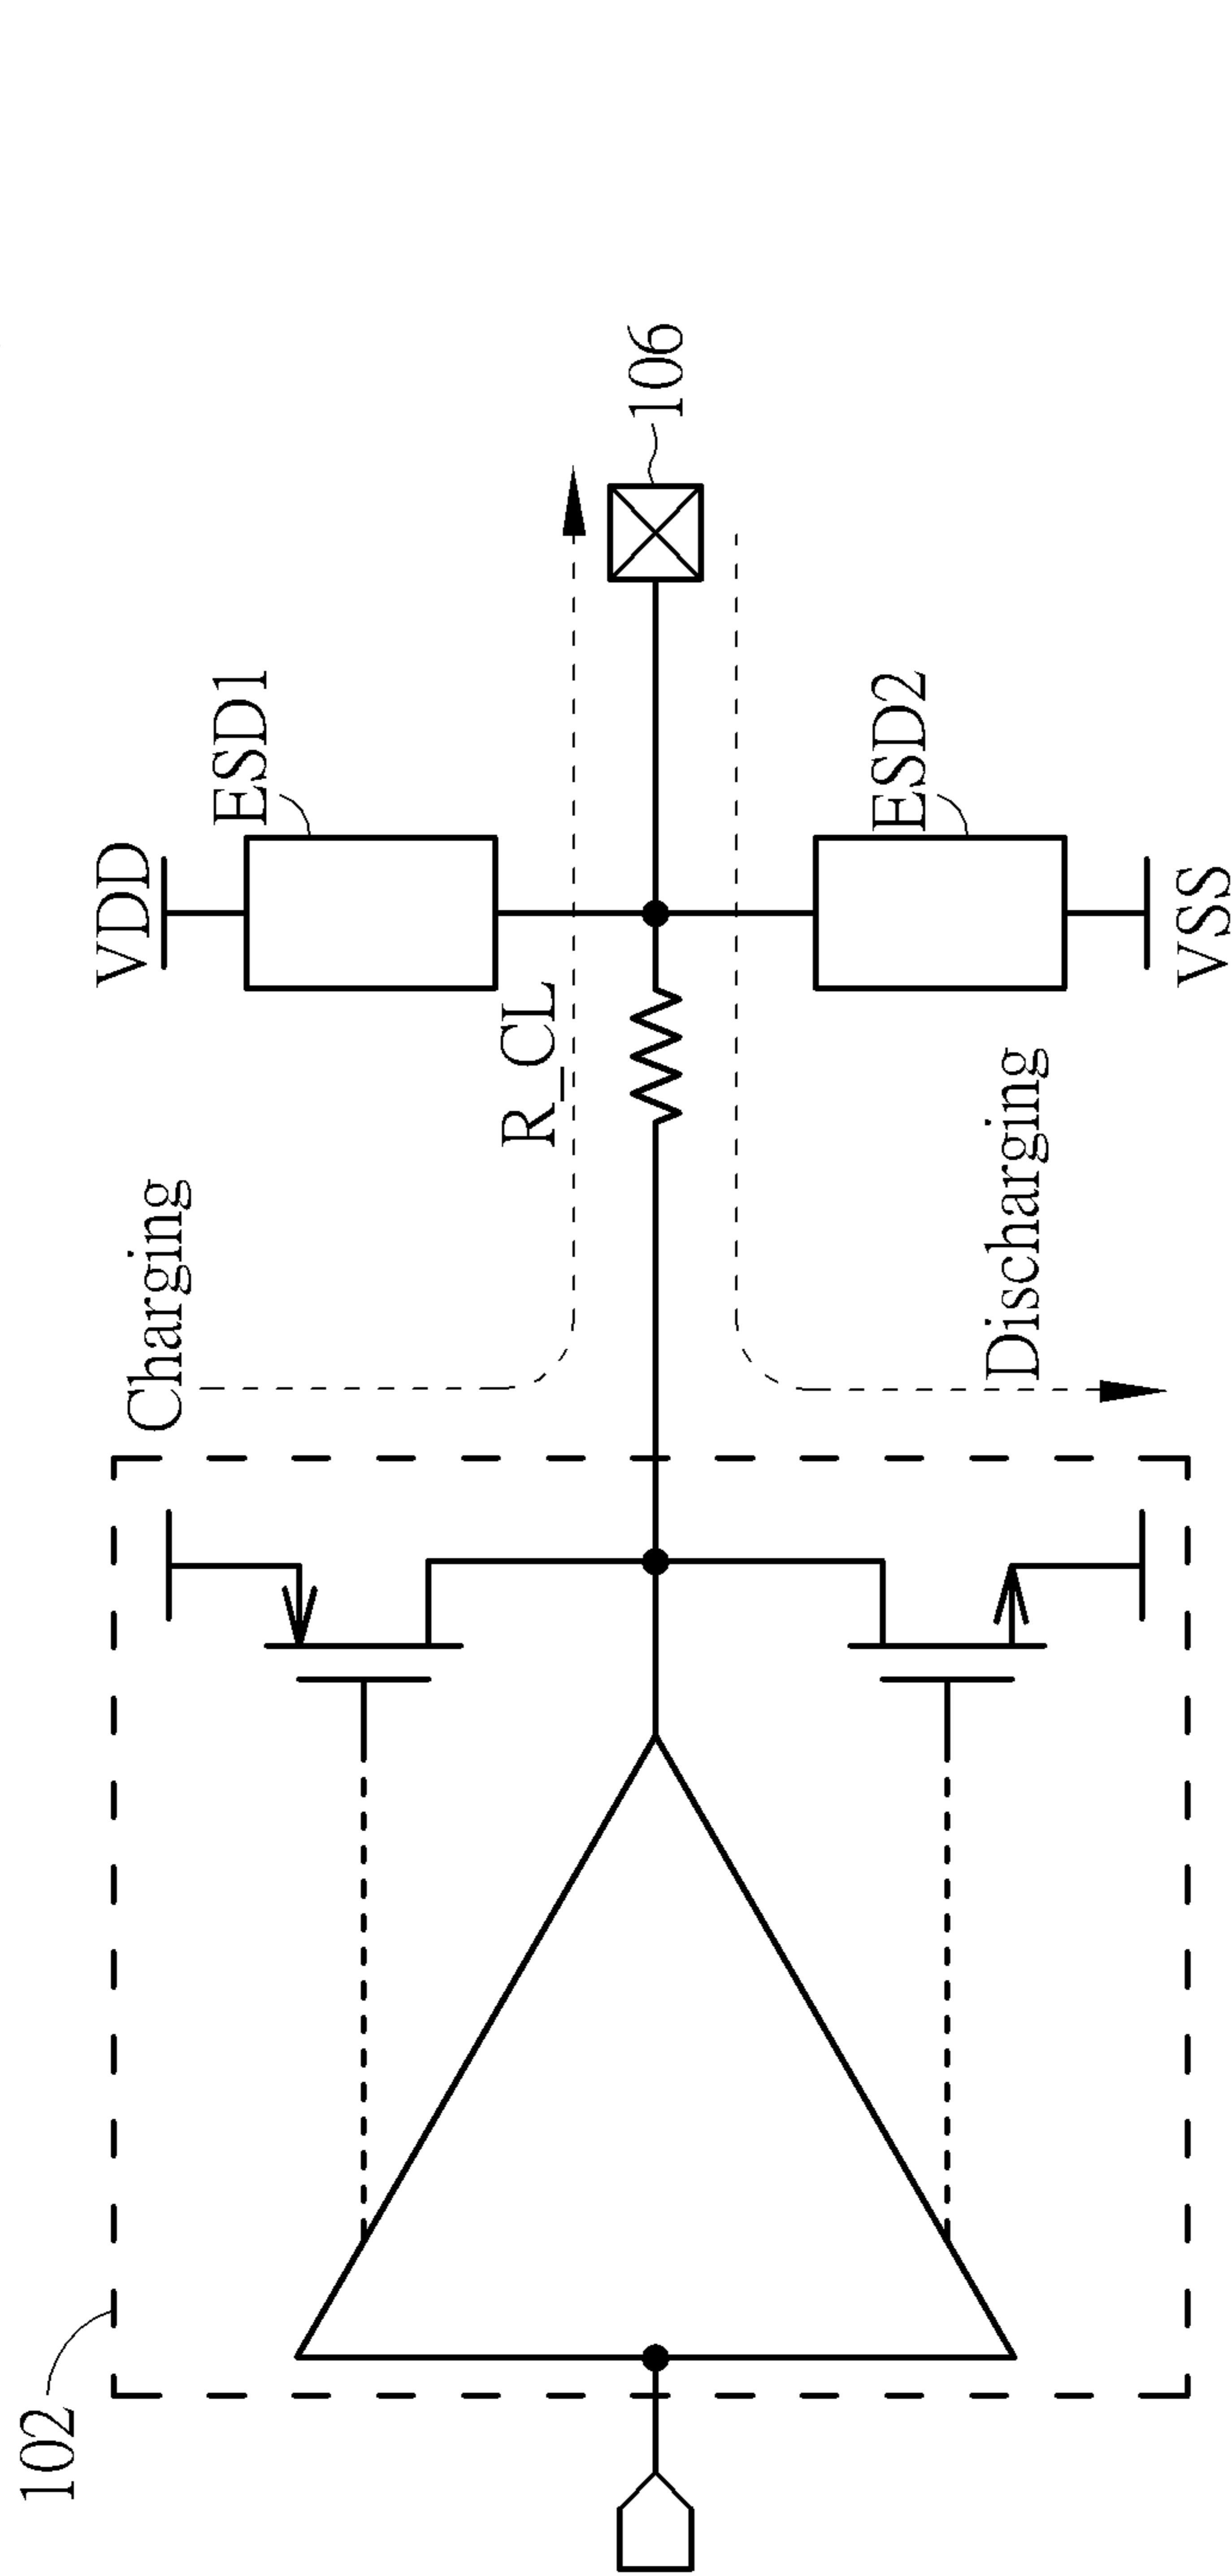 102
Charging
VDD
ESD1
R_CL
106
Discharging
ESD2
VSS